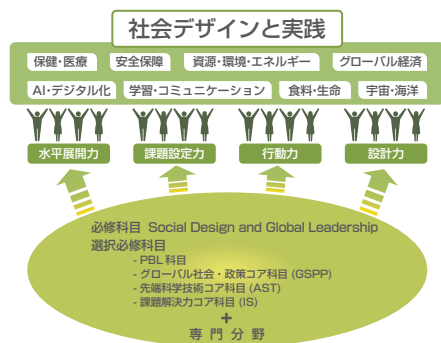 社会デザインと実践
保健・医療 安全保障 資源・環境・エネルギー グローバル経済
AI・デジタル化 学習・コミュニケーション 食料・生命 宇宙・海洋
水平展開力 課題設定力 行動力 設計力
必修科目 Social Design and Global Leadership
選択必修科目
- PBL 科目
- グローバル社会・政策コア科目 (GSPP)
- 先端科学技術コア科目 (AST)
- 課題解決力コア科目 (IS)
+
専門分野